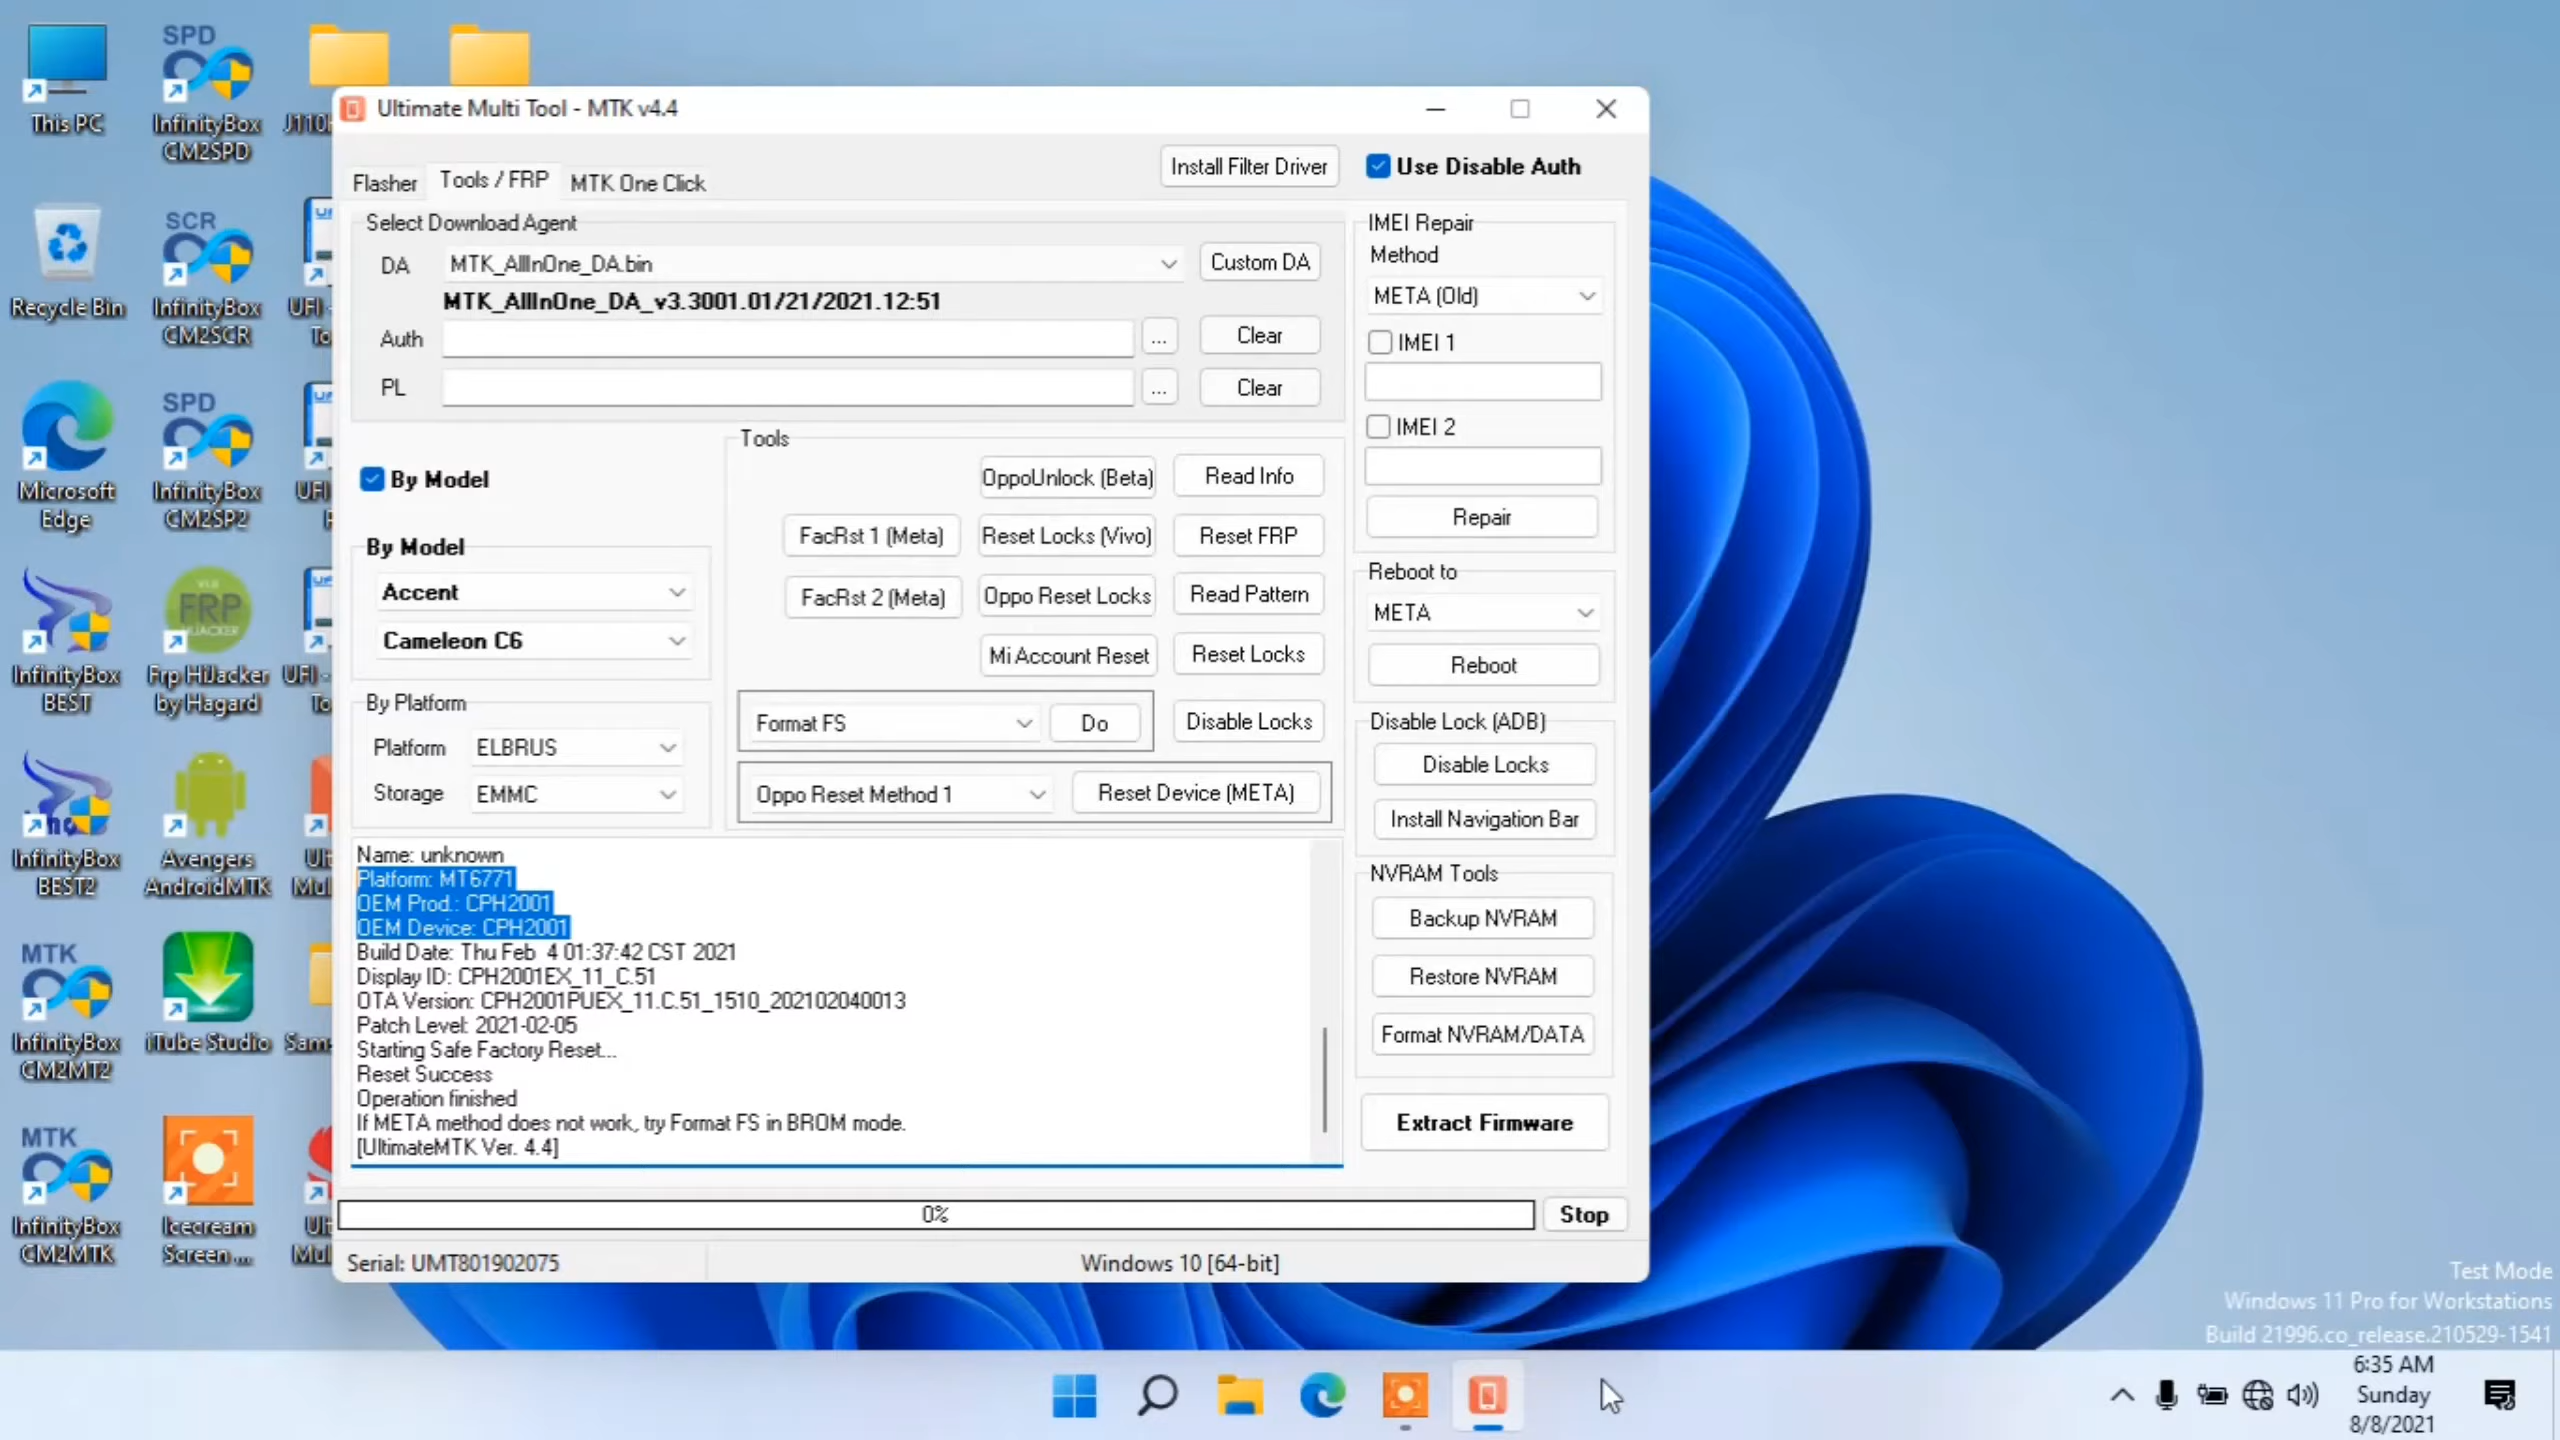 This PC
InfinityBox
CM2SPD
Recycle Bin
InfinityBox
CM2SCR
Microsoft
Edge
InfinityBox
CM2SP2
InfinityBox
BEST
Frp HiJacker
by Hagard
InfinityBox
BEST2
Avengers
AndroidMTK
InfinityBox
CM2MT2
iTube Studio
InfinityBox
CM2MTK
Icecream
Screen ...
SPD
SCR
SPD
FRP
MTK
MTK
Ultimate Multi Tool - MTK v4.4
Flasher
Tools / FRP
MTK One Click
Install Filter Driver
Use Disable Auth
Select Download Agent
DA
MTK_AllInOne_DA.bin
Custom DA
MTK_AllInOne_DA_v3.3001.01/21/2021.12:51
Auth
...
Clear
PL
...
Clear
By Model
By Model
Accent
Cameleon C6
By Platform
Platform
ELBRUS
Storage
EMMC
Tools
OppoUnlock (Beta)
Read Info
FacRst 1 (Meta)
Reset Locks (Vivo)
Reset FRP
FacRst 2 (Meta)
Oppo Reset Locks
Read Pattern
Mi Account Reset
Reset Locks
Format FS
Do
Disable Locks
Oppo Reset Method 1
Reset Device (META)
IMEI Repair
Method
META (Old)
IMEI 1
IMEI 2
Repair
Reboot to
META
Reboot
Disable Lock (ADB)
Disable Locks
Install Navigation Bar
NVRAM Tools
Backup NVRAM
Restore NVRAM
Format NVRAM/DATA
Extract Firmware
Name: unknown
Platform: MT6771
OEM Prod.: CPH2001
OEM Device: CPH2001
Build Date: Thu Feb  4 01:37:42 CST 2021
Display ID: CPH2001EX_11_C.51
OTA Version: CPH2001PUEX_11.C.51_1510_202102040013
Patch Level: 2021-02-05
Starting Safe Factory Reset...
Reset Success
Operation finished
If META method does not work, try Format FS in BROM mode.
[UltimateMTK Ver. 4.4]
0%
Stop
Serial: UMT801902075
Windows 10 [64-bit]
Test Mode
Windows 11 Pro for Workstations
Build 21996.co_release.210529-1541
6:35 AM
Sunday
8/8/2021